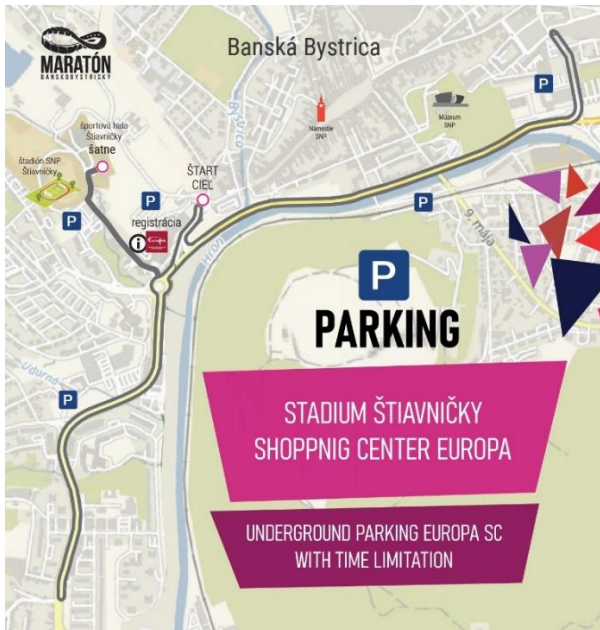 MARATÓN
BANSKOBYSTRICKÝ
Banská Bystrica
P
Bystrica
Námestie
SNP
Múzeum
SNP
športová hala
Štiavničky
šatne
štadión SNP
Štiavničky
ŠTART
CIEĽ
P
P
registrácia
i
Europa
P
9. mája
Hron
P
PARKING
Udurná
P
STADIUM ŠTIAVNIČKY
SHOPPNIG CENTER EUROPA
UNDERGROUND PARKING EUROPA SC
WITH TIME LIMITATION